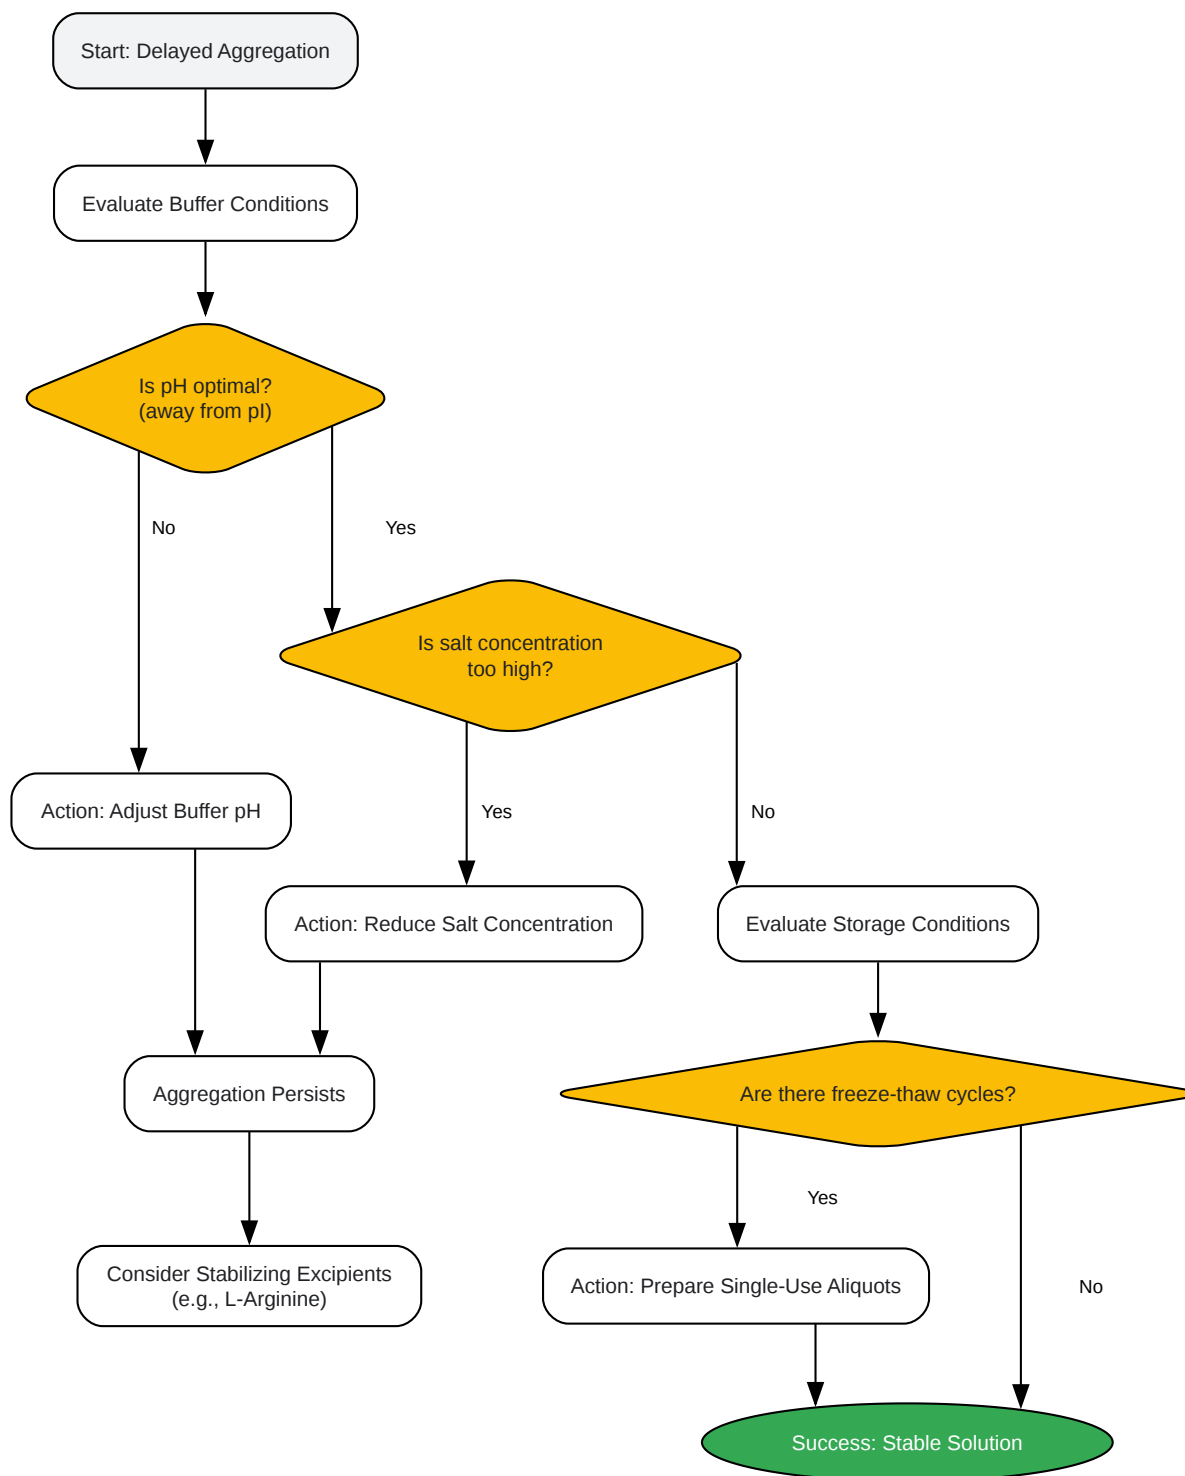 Start: Delayed Aggregation
Evaluate Buffer Conditions
Is pH optimal?
(away from pI)
No
Yes
Is salt concentration
too high?
Action: Adjust Buffer pH
Yes
No
Action: Reduce Salt Concentration
Evaluate Storage Conditions
Aggregation Persists
Are there freeze-thaw cycles?
Yes
Consider Stabilizing Excipients
(e.g., L-Arginine)
Action: Prepare Single-Use Aliquots
No
Success: Stable Solution